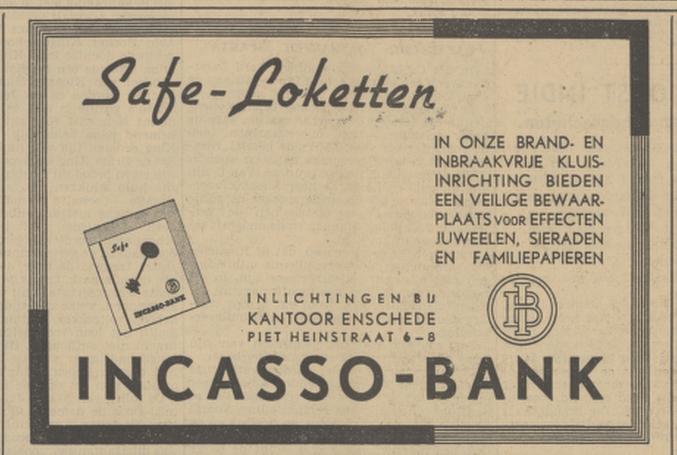 Safe-Loketten
IN ONZE BRAND- EN
INBRAAKVRIJE KLUIS-
INRICHTING BIEDEN
EEN VEILIGE BEWAAR-
PLAATS VOOR EFFECTEN
JUWEELEN, SIERADEN
EN FAMILIEPAPIEREN
Safe
IB
INCASSO-BANK
INLICHTINGEN BIJ
KANTOOR ENSCHEDE
PIET HEINSTRAAT 6-8
IB
INCASSO-BANK